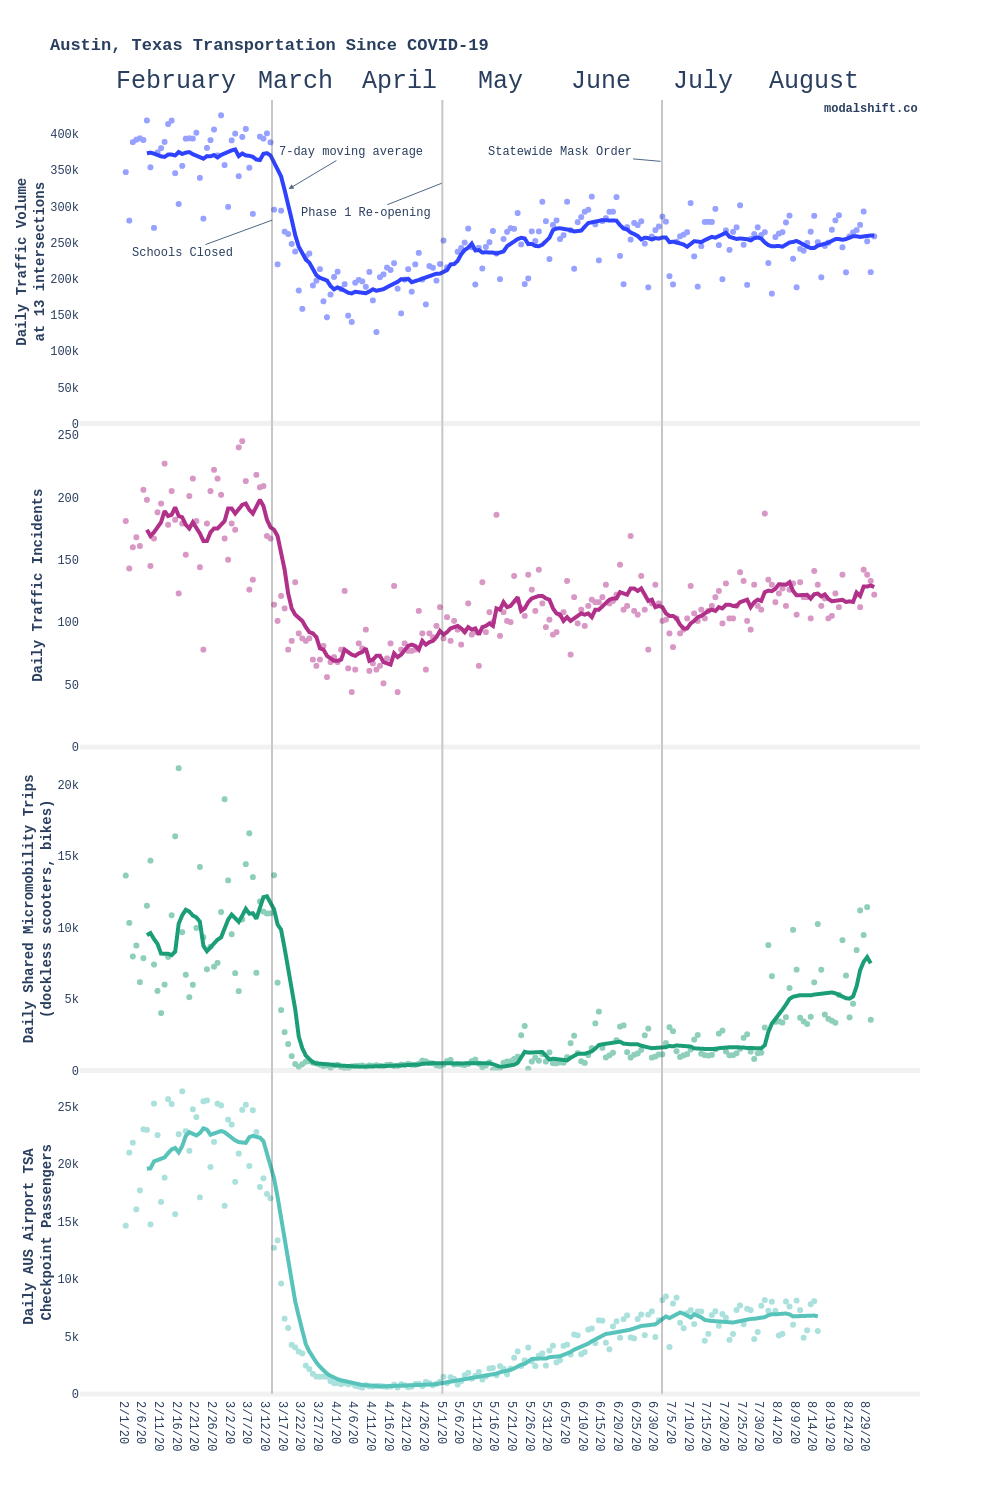 Austin, Texas Transportation Since COVID-19
February March April May June July August
modalshift.co
Daily Traffic Volume
at 13 intersections
400k
350k
300k
250k
200k
150k
100k
50k
0
7-day moving average
Statewide Mask Order
Phase 1 Re-opening
Schools Closed
Daily Traffic Incidents
250
200
150
100
50
0
Daily Shared Micromobility Trips
(dockless scooters, bikes)
20k
15k
10k
5k
0
Daily AUS Airport TSA
Checkpoint Passengers
25k
20k
15k
10k
5k
0
2/1/20
2/6/20
2/11/20
2/16/20
2/21/20
2/26/20
3/2/20
3/7/20
3/12/20
3/17/20
3/22/20
3/27/20
4/1/20
4/6/20
4/11/20
4/16/20
4/21/20
4/26/20
5/1/20
5/6/20
5/11/20
5/16/20
5/21/20
5/26/20
5/31/20
6/5/20
6/10/20
6/15/20
6/20/20
6/25/20
6/30/20
7/5/20
7/10/20
7/15/20
7/20/20
7/25/20
7/30/20
8/4/20
8/9/20
8/14/20
8/19/20
8/24/20
8/29/20